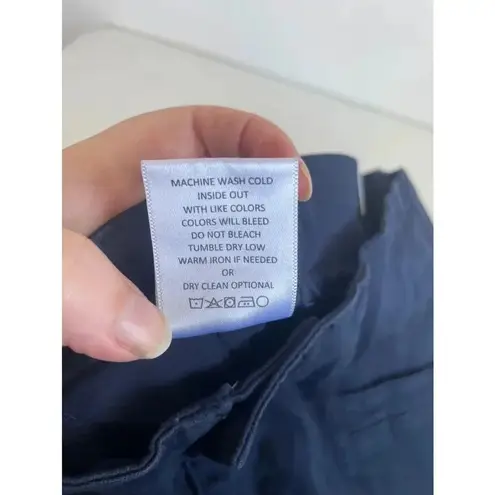 MACHINE WASH COLD
INSIDE OUT
WITH LIKE COLORS
COLORS WILL BLEED
DO NOT BLEACH
TUMBLE DRY LOW
WARM IRON IF NEEDED
OR
DRY CLEAN OPTIONAL